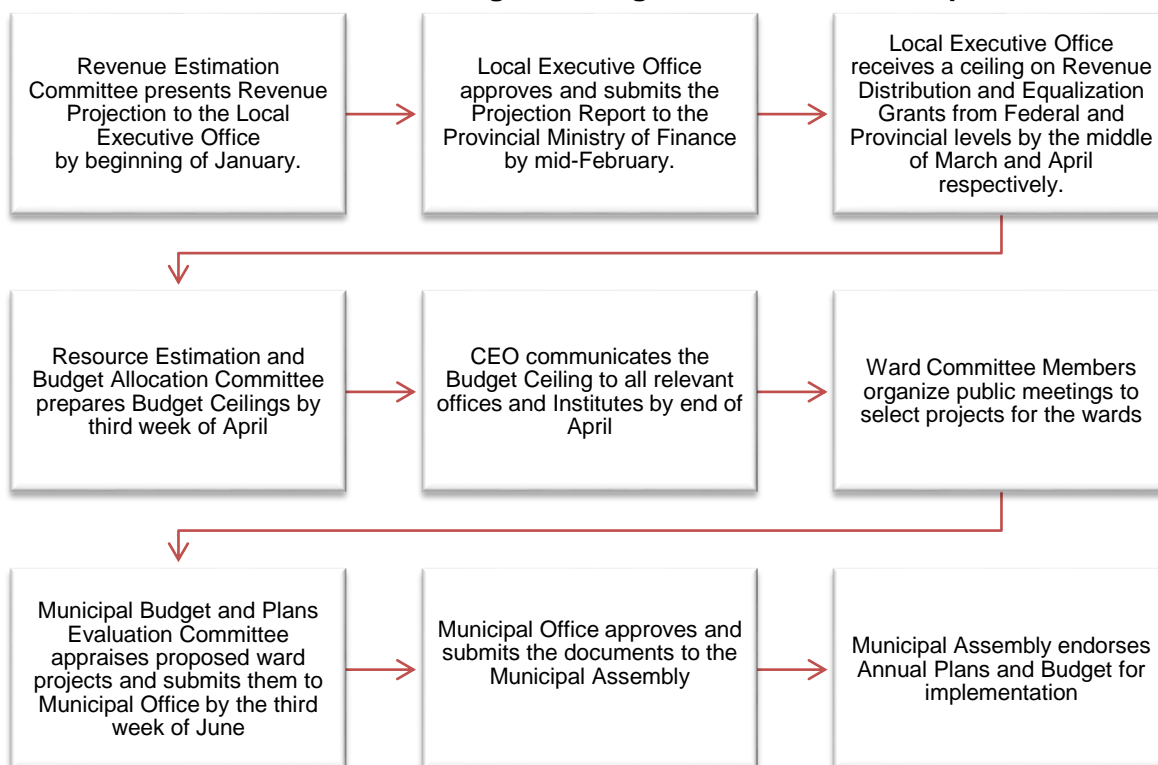 Revenue Estimation
Committee presents Revenue
Projection to the Local
Executive Office
by beginning of January.
Local Executive Office
approves and submits the
Projection Report to the
Provincial Ministry of Finance
by mid-February.
Local Executive Office
receives a ceiling on Revenue
Distribution and Equalization
Grants from Federal and
Provincial levels by the middle
of March and April
respectively.
Resource Estimation and
Budget Allocation Committee
prepares Budget Ceilings by
third week of April
CEO communicates the
Budget Ceiling to all relevant
offices and Institutes by end of
April
Ward Committee Members
organize public meetings to
select projects for the wards
Municipal Budget and Plans
Evaluation Committee
appraises proposed ward
projects and submits them to
Municipal Office by the third
week of June
Municipal Office approves and
submits the documents to the
Municipal Assembly
Municipal Assembly endorses
Annual Plans and Budget for
implementation